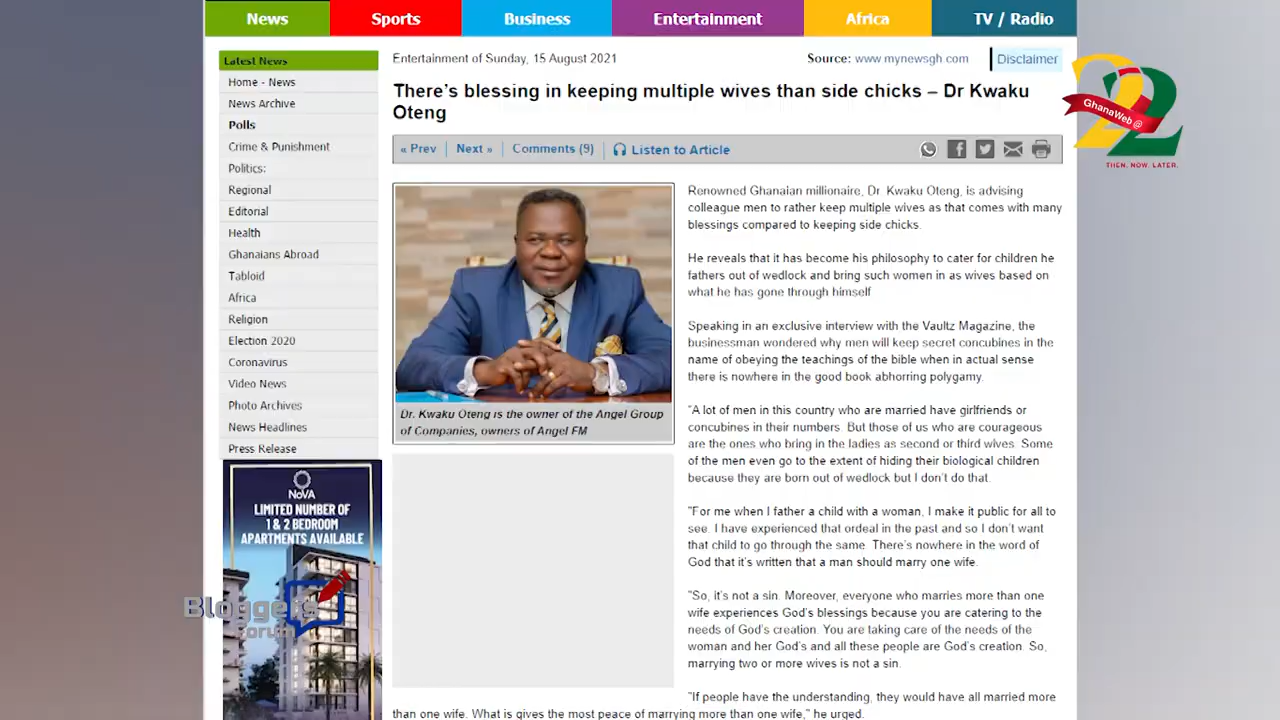 News Sports Business Entertainment Africa TV / Radio
Latest News
Home - News
News Archive
Polls
Crime & Punishment
Politics:
Regional
Editorial
Health
Ghanaians Abroad
Tabloid
Africa
Religion
Election 2020
Coronavirus
Video News
Photo Archives
News Headlines
Press Release
NoVA
LIMITED NUMBER OF
1 & 2 BEDROOM
APARTMENTS AVAILABLE
Bloggers
Forum
Entertainment of Sunday, 15 August 2021
Source: www.mynewsgh.com
Disclaimer
There's blessing in keeping multiple wives than side chicks – Dr Kwaku
Oteng
« Prev Next » Comments (9) Listen to Article
Dr. Kwaku Oteng is the owner of the Angel Group
of Companies, owners of Angel FM
Renowned Ghanaian millionaire, Dr. Kwaku Oteng, is advising
colleague men to rather keep multiple wives as that comes with many
blessings compared to keeping side chicks.
He reveals that it has become his philosophy to cater for children he
fathers out of wedlock and bring such women in as wives based on
what he has gone through himself
Speaking in an exclusive interview with the Vaultz Magazine, the
businessman wondered why men will keep secret concubines in the
name of obeying the teachings of the bible when in actual sense
there is nowhere in the good book abhorring polygamy.
"A lot of men in this country who are married have girlfriends or
concubines in their numbers. But those of us who are courageous
are the ones who bring in the ladies as second or third wives. Some
of the men even go to the extent of hiding their biological children
because they are born out of wedlock but I don't do that.
"For me when I father a child with a woman, I make it public for all to
see. I have experienced that ordeal in the past and so I don't want
that child to go through the same. There's nowhere in the word of
God that it's written that a man should marry one wife.
"So, it's not a sin. Moreover, everyone who marries more than one
wife experiences God's blessings because you are catering to the
needs of God's creation. You are taking care of the needs of the
woman and her God's and all these people are God's creation. So,
marrying two or more wives is not a sin.
"If people have the understanding, they would have all married more
than one wife. What is gives the most peace of marrying more than one wife," he urged.
22
GhanaWeb @
THEN. NOW. LATER.